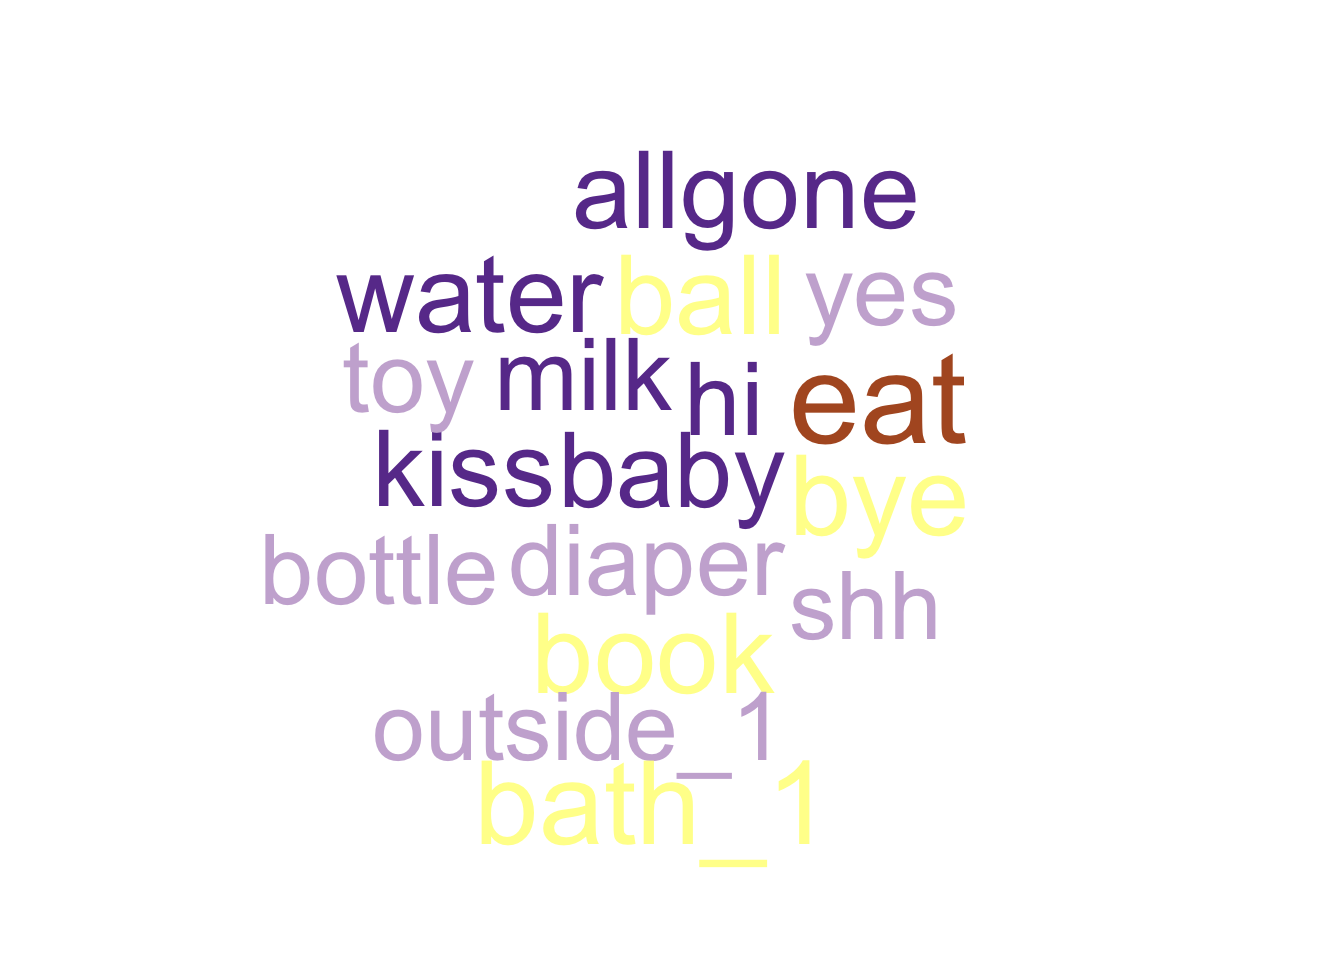 allgone
water ball yes
toy milk hi eat
kiss baby bye
bottle diaper shh
book
outside_1
bath_1